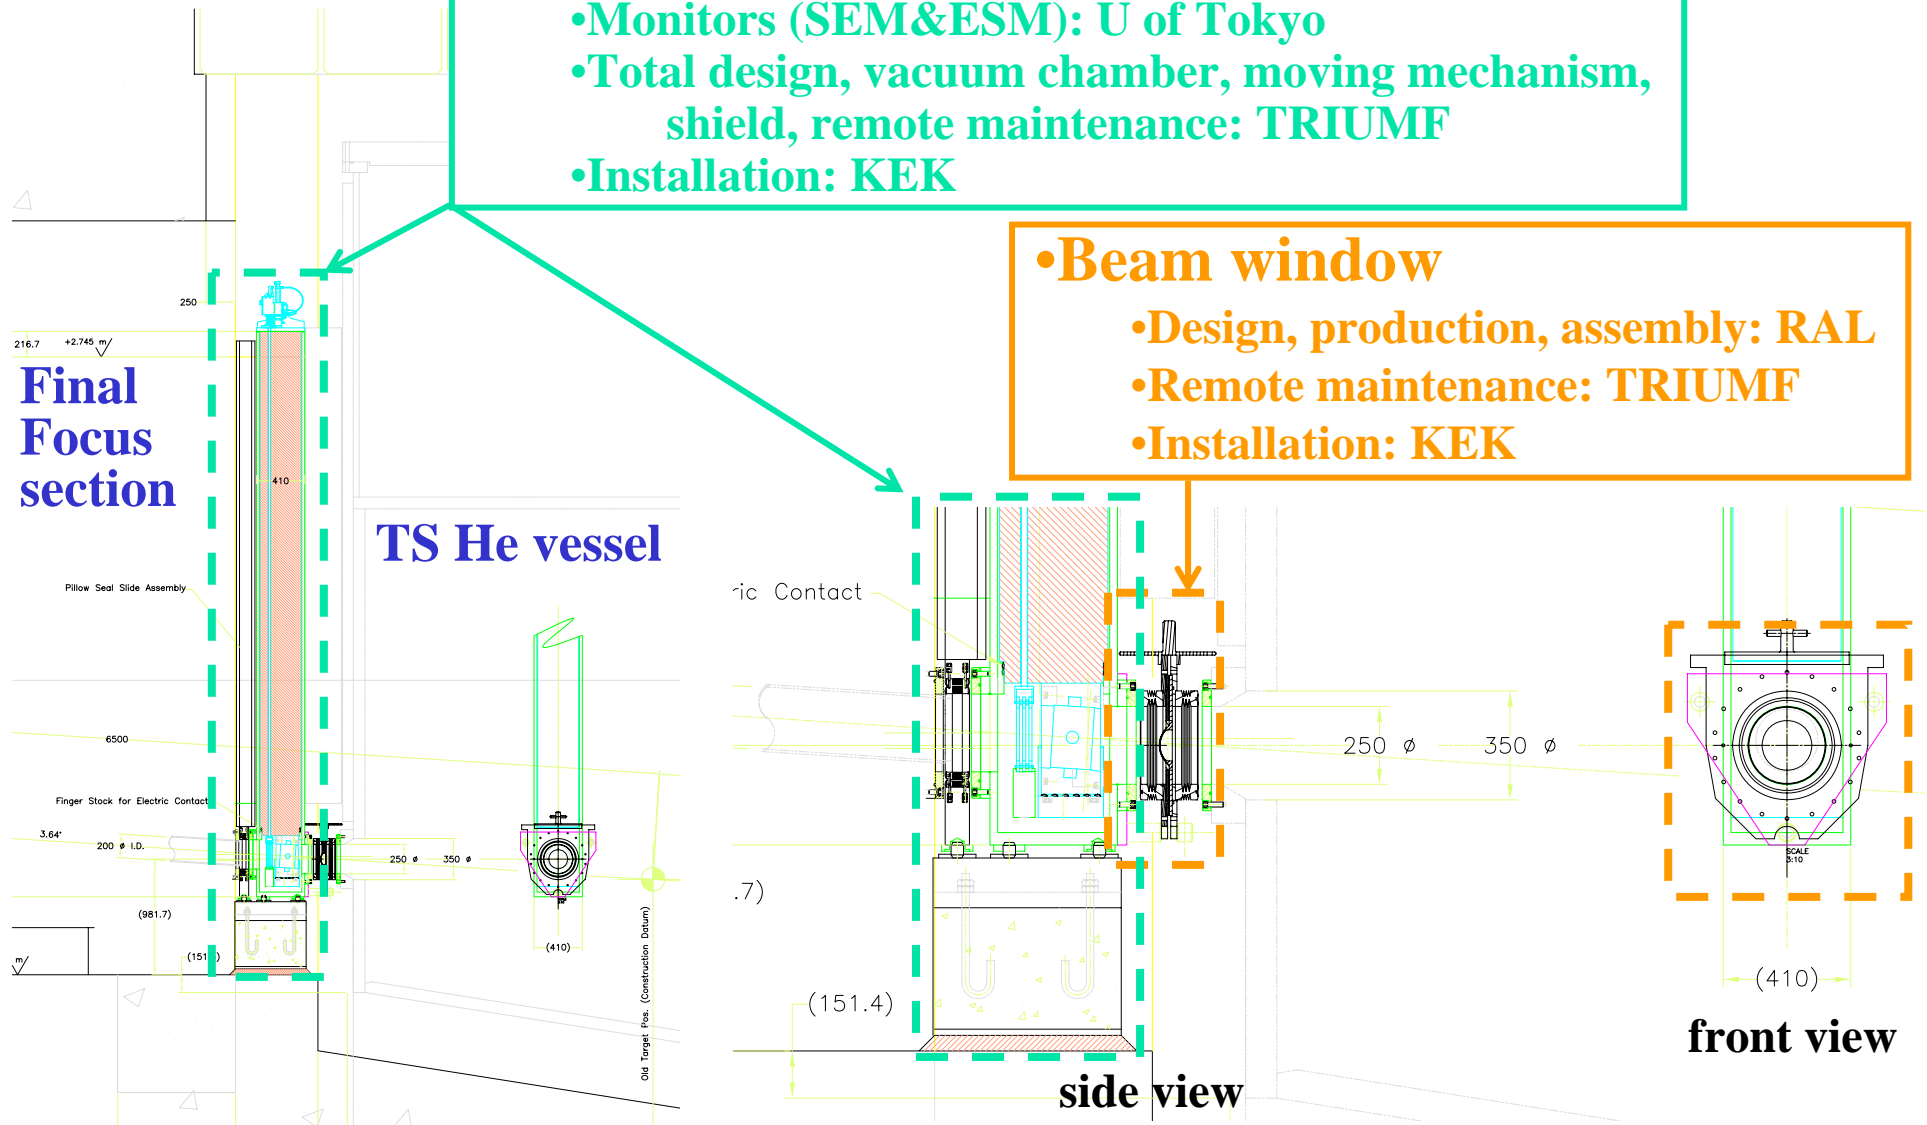 •Monitors (SEM&ESM): U of Tokyo
•Total design, vacuum chamber, moving mechanism,
shield, remote maintenance: TRIUMF
•Installation: KEK
•Beam window
•Design, production, assembly: RAL
•Remote maintenance: TRIUMF
•Installation: KEK
250
216.7
+2.745 m/
Final
Focus
section
410
TS He vessel
Pillow Seal Slide Assembly
ric Contact
6500
250 ø
350 ø
Finger Stock for Electric Contact
3.64°
200 ø I.D.
250 ø
350 ø
SCALE
3:10
.7)
(981.7)
(410)
(151
m/
Old Target Pos. (Construction Datum)
(151.4)
(410)
front view
side view